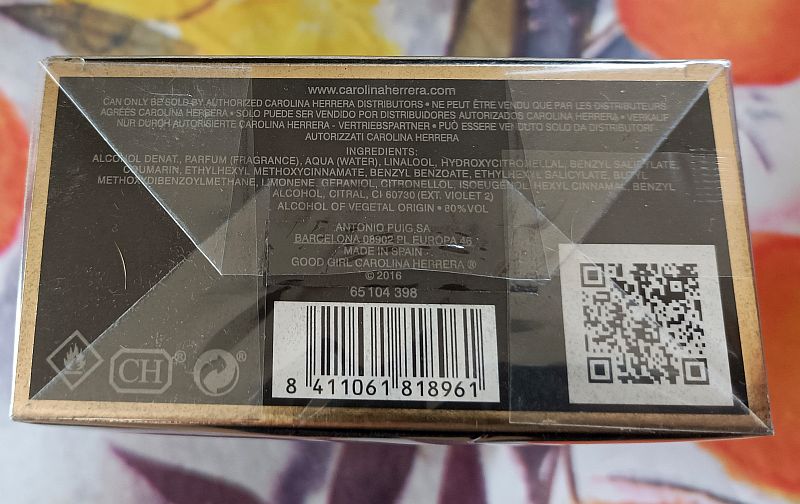 www.carolinaherrera.com
CAN ONLY BE SOLD BY AUTHORIZED CAROLINA HERRERA DISTRIBUTORS • NE PEUT ÊTRE VENDU QUE PAR LES DISTRIBUTEURS
AGRÉÉS CAROLINA HERRERA • SOLO PUEDE SER VENDIDO POR DISTRIBUIDORES AUTORIZADOS CAROLINA HERRERA • VERKAUF
NUR DURCH AUTORISIERTE CAROLINA HERRERA - VERTRIEBSPARTNER • PUÒ ESSERE VENDUTO SOLO DA DISTRIBUTORI
AUTORIZZATI CAROLINA HERRERA
INGREDIENTS:
ALCOHOL DENAT., PARFUM (FRAGRANCE), AQUA (WATER), LINALOOL, HYDROXYCITRONELLAL, BENZYL SALICYLATE,
COUMARIN, ETHYLHEXYL METHOXYCINNAMATE, BENZYL BENZOATE, ETHYLHEXYL SALICYLATE, BUTYL
METHOXYDIBENZOYLMETHANE, LIMONENE, GERANIOL, CITRONELLOL, ISOEUGENOL, HEXYL CINNAMAL, BENZYL
ALCOHOL, CITRAL, CI 60730 (EXT. VIOLET 2)
ALCOHOL OF VEGETAL ORIGIN • 80%VOL
ANTONIO PUIG SA
BARCELONA 08902 PL EUROPA 46
MADE IN SPAIN
GOOD GIRL CAROLINA HERRERA ®
© 2016
65104398
CH ® ®
8 411061 818961